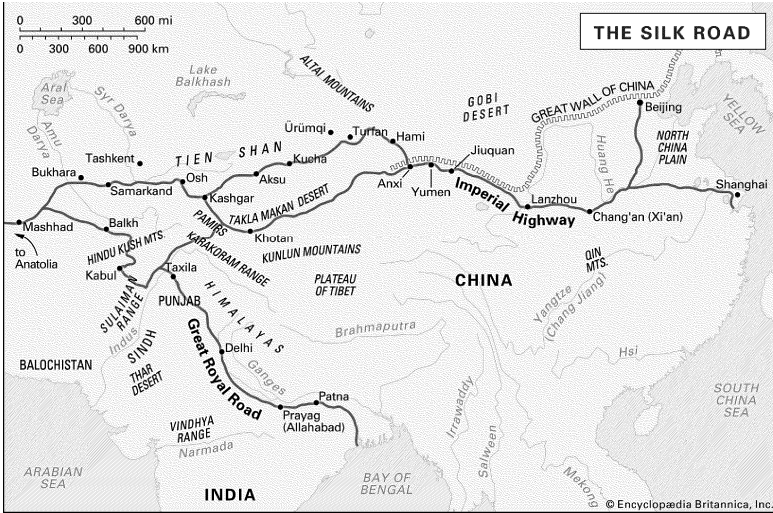 0 300 600 mi
0 300 600 900 km
THE SILK ROAD
ALTAI MOUNTAINS
Lake
Balkhash
Aral
Sea
Syr Darya
Amu
Darya
GOBI
DESERT
GREAT WALL OF CHINA
Beijing
YELLOW
SEA
Ürümqi
Turfan
Hami
TIEN SHAN
Tashkent
Kucha
Jiuquan
Huang He
NORTH
CHINA
PLAIN
Bukhara
Osh
Aksu
Samarkand
Kashgar
Anxi
Yumen
Imperial Highway
Lanzhou
Shanghai
TAKLA MAKAN DESERT
Chang'an (Xi'an)
PAMIRS
Mashhad
Balkh
Khotan
to
Anatolia
HINDU KUSH MTS.
KARAKORAM RANGE
KUNLUN MOUNTAINS
QIN
MTS.
Kabul
Taxila
PLATEAU
OF TIBET
CHINA
SULAIMAN
RANGE
PUNJAB
HIMALAYAS
Yangtze
(Chang Jiang)
Indus
SINDH
Great Royal Road
Brahmaputra
Delhi
Hsi
BALOCHISTAN
THAR
DESERT
Ganges
Patna
SOUTH
CHINA
SEA
VINDHYA
RANGE
Prayag
(Allahabad)
Irrawaddy
Salween
Narmada
ARABIAN
SEA
BAY OF
BENGAL
Mekong
INDIA
© Encyclopædia Britannica, Inc.